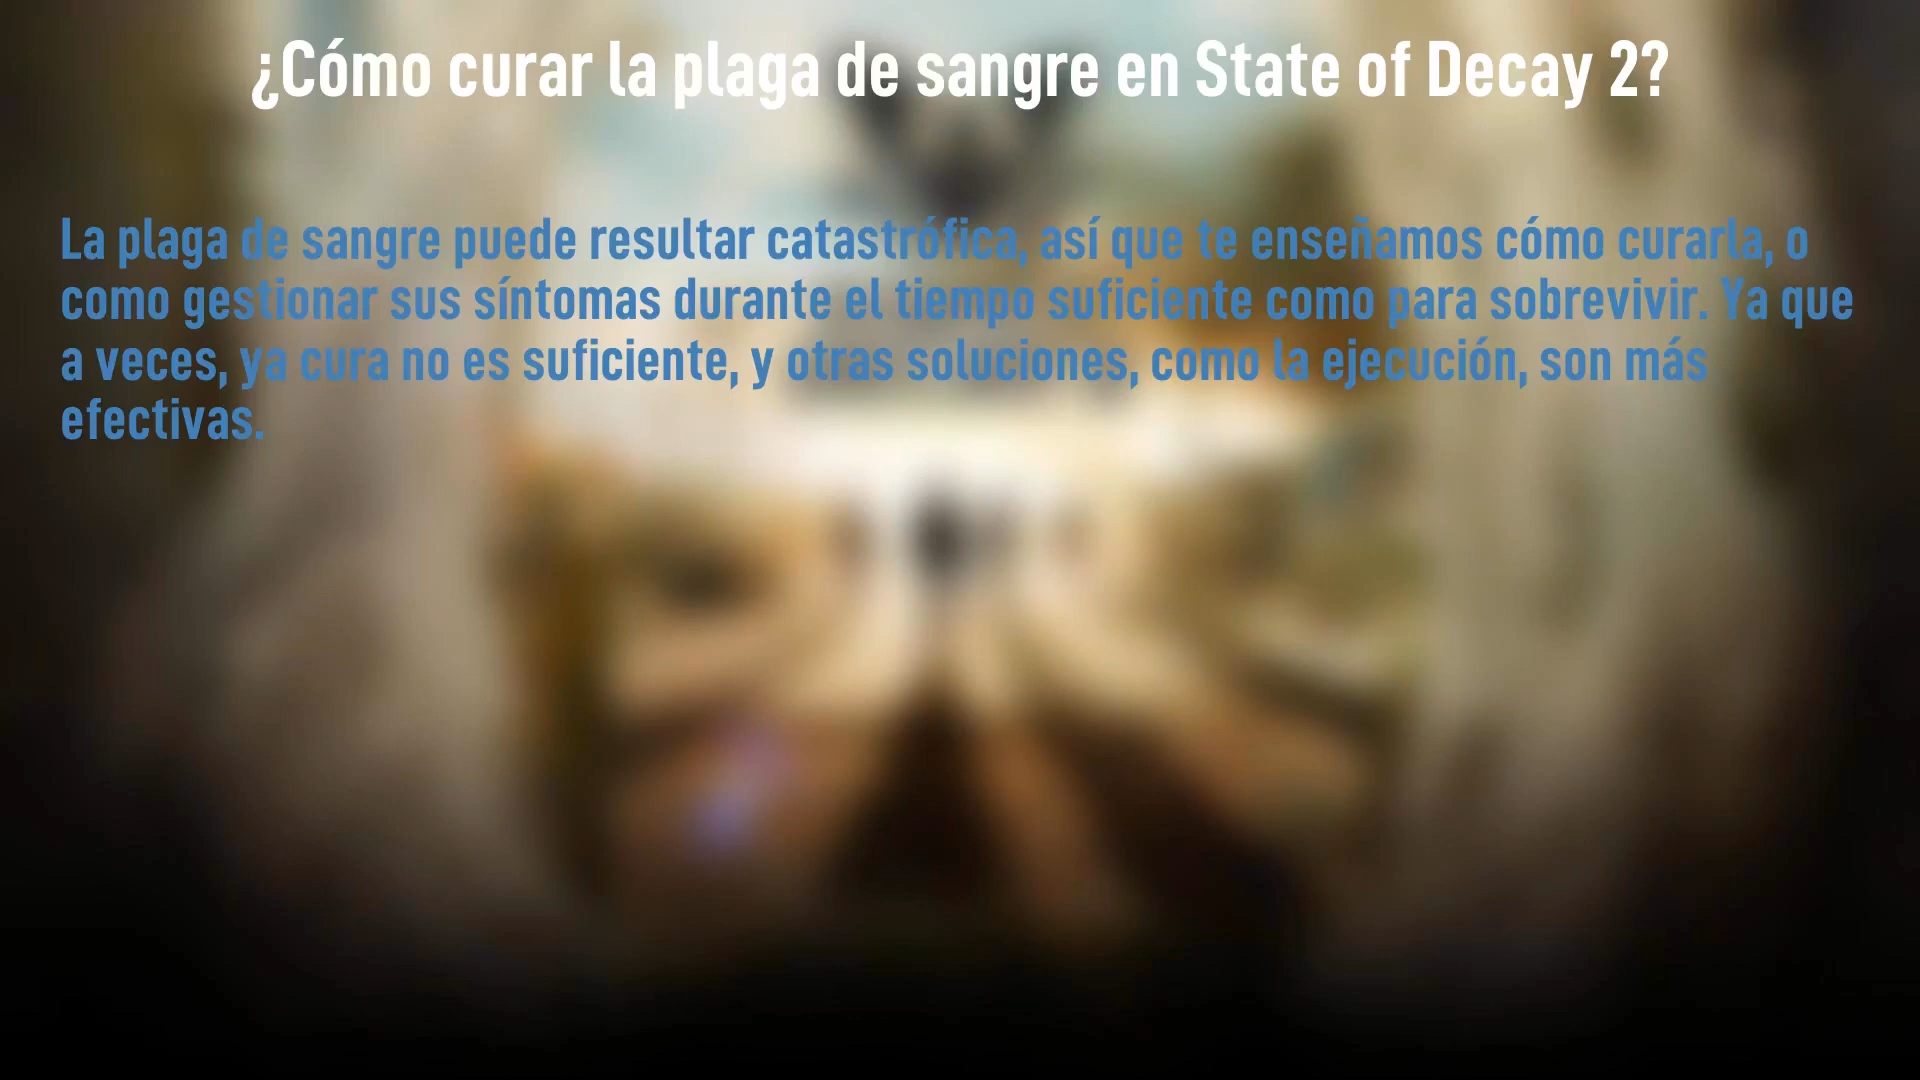 ¿Cómo curar la plaga de sangre en State of Decay 2?
La plaga de sangre puede resultar catastrófica, así que te enseñamos cómo curarla, o
como gestionar sus síntomas durante el tiempo suficiente como para sobrevivir. Ya que
a veces, ya cura no es suficiente, y otras soluciones, como la ejecución, son más
efectivas.